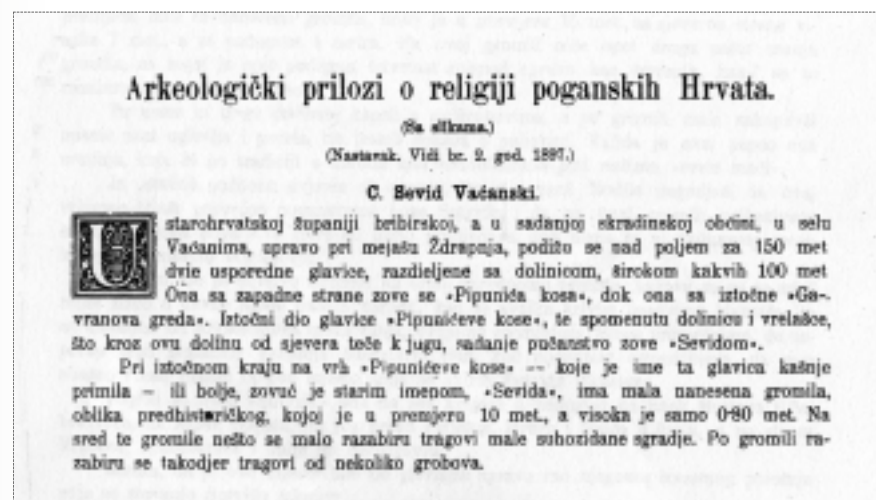 Arkeologički prilozi o religiji poganskih Hrvata.
(Sa slikama.)
(Nastavak. Vidi br. 2. god. 1897.)
C. Sevid Vaćanski.
U starohrvatskoj županiji bribirskoj, a u sadanjoj skradinskoj obćini, u selu
Vaćanima, upravo pri mejašu Ždrapaja, podižu se nad poljem za 150 met
dvie usporedne glavice, razdieljene sa dolinicom, širokom kakvih 100 met
Ona sa zapadne strane zove se »Pipunića kosa«, dok ona sa iztočne »Ga-
vranova greda«. Iztočni dio glavice »Pipunićeve kose«, te spomenutu dolinicu i vrelašce,
što kroz ovu dolinu od sjevera teče k jugu, sadanje pučanstvo zove »Sevidom«.
Pri iztočnom kraju na vrh »Pipunićeve kose« -- koje je ime ta glavica kašnje
primila – ili bolje, zovuć je starim imenom, »Sevida«, ima mala nanesena gromila,
oblika predhistoričkog, kojoj je u premjeru 10 met., a visoka je samo 0·80 met. Na
sred te gromile nešto se malo razabiru tragovi male suhozidane sgradje. Po gromili ra-
zabiru se takodjer tragovi od nekoliko grobova.